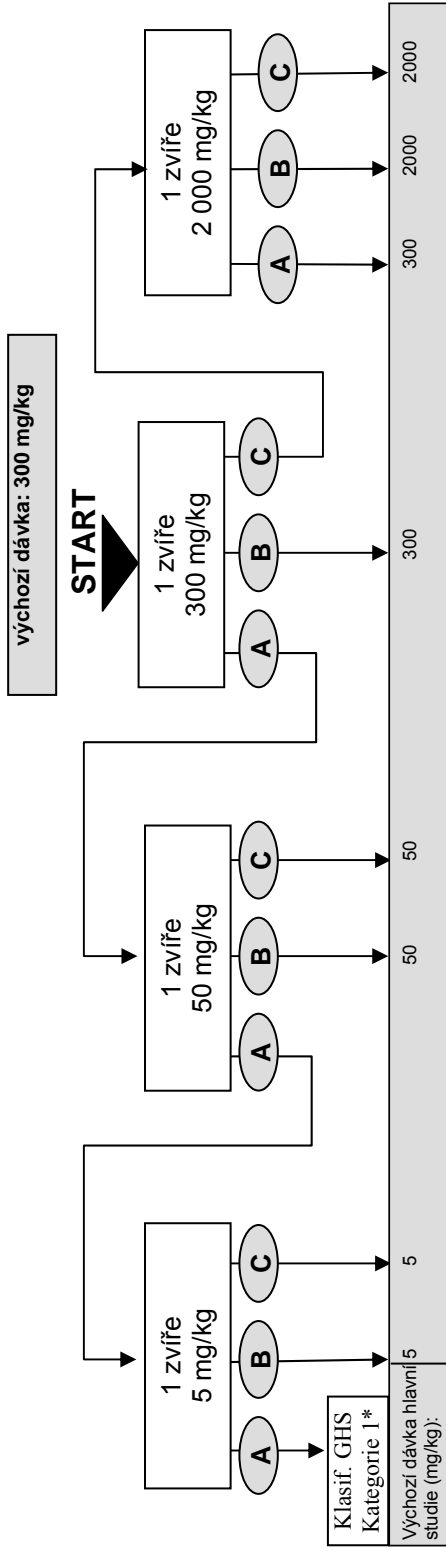 výchozí dávka: 300 mg/kg
START
1 zvíře
5 mg/kg
1 zvíře
50 mg/kg
1 zvíře
300 mg/kg
1 zvíře
2 000 mg/kg
A B C
A B C
A B C
A B C
Klasif. GHS
Kategorie 1*
Výchozí dávka hlavní
studie (mg/kg):
5 5 50 50 300 300 2000 2000